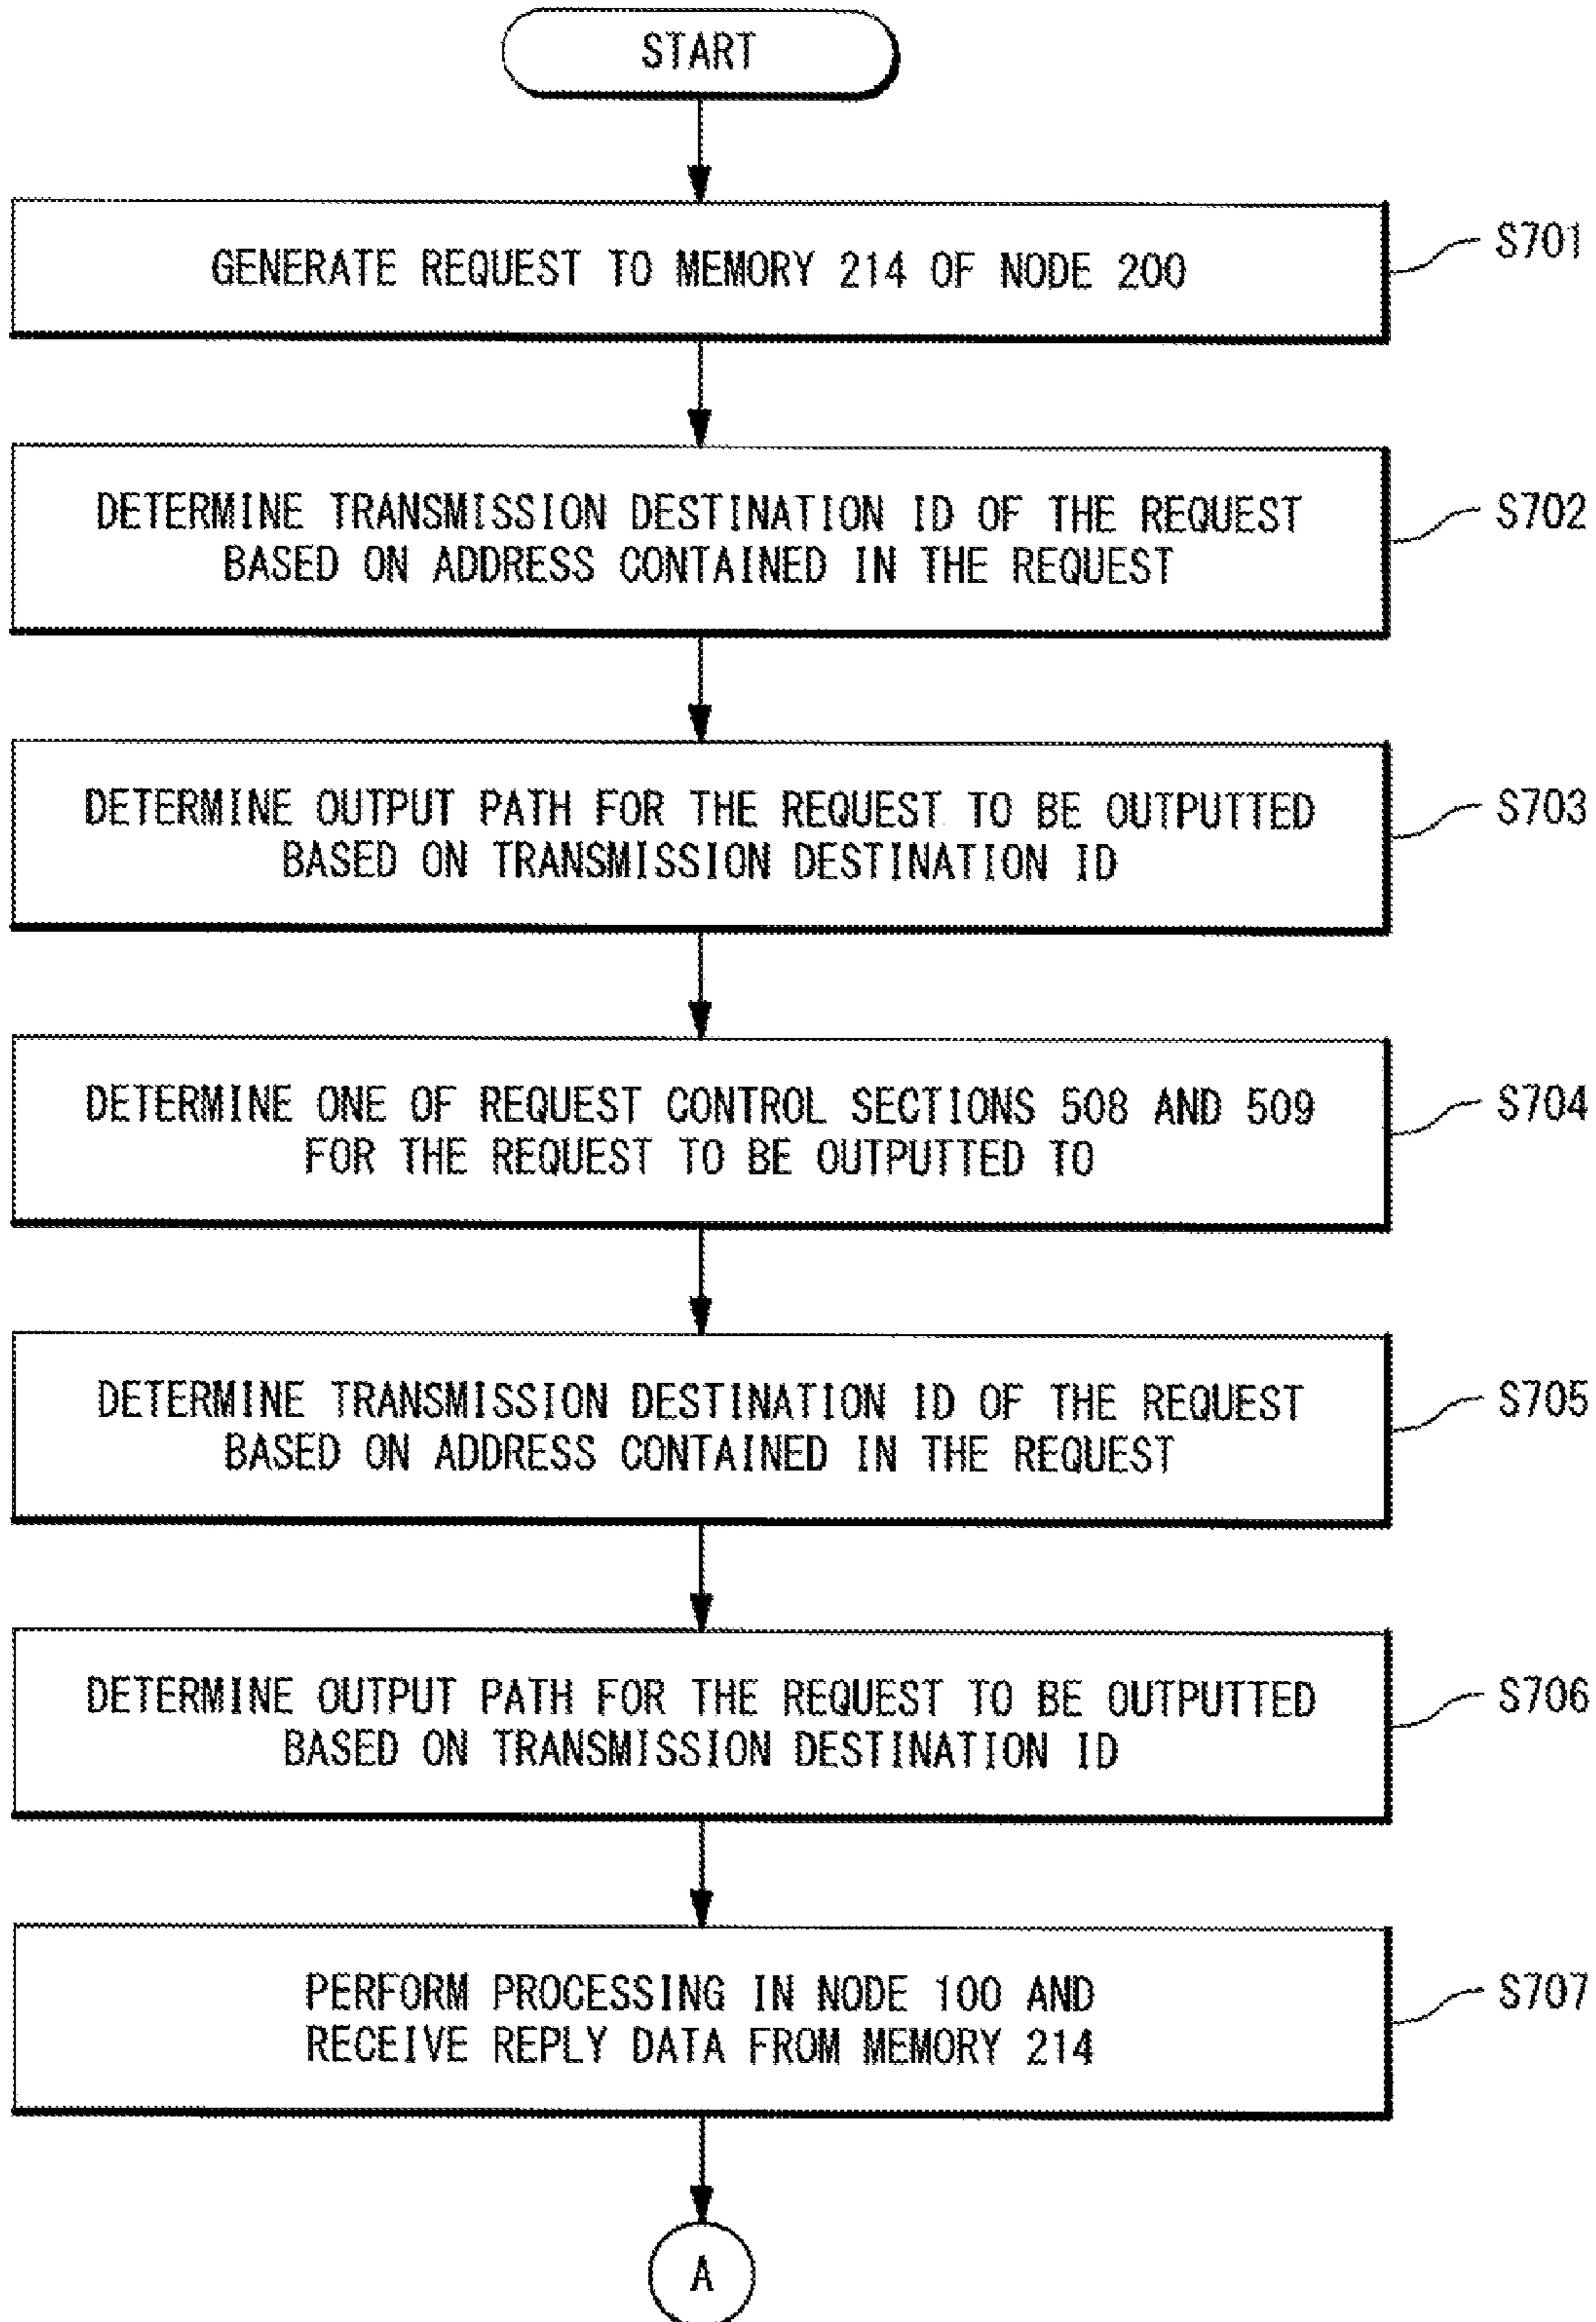 START
GENERATE REQUEST TO MEMORY 214 OF NODE 200
S701
DETERMINE TRANSMISSION DESTINATION ID OF THE REQUEST
BASED ON ADDRESS CONTAINED IN THE REQUEST
S702
DETERMINE OUTPUT PATH FOR THE REQUEST TO BE OUTPUTTED
BASED ON TRANSMISSION DESTINATION ID
S703
DETERMINE ONE OF REQUEST CONTROL SECTIONS 508 AND 509
FOR THE REQUEST TO BE OUTPUTTED TO
S704
DETERMINE TRANSMISSION DESTINATION ID OF THE REQUEST
BASED ON ADDRESS CONTAINED IN THE REQUEST
S705
DETERMINE OUTPUT PATH FOR THE REQUEST TO BE OUTPUTTED
BASED ON TRANSMISSION DESTINATION ID
S706
PERFORM PROCESSING IN NODE 100 AND
RECEIVE REPLY DATA FROM MEMORY 214
S707
A